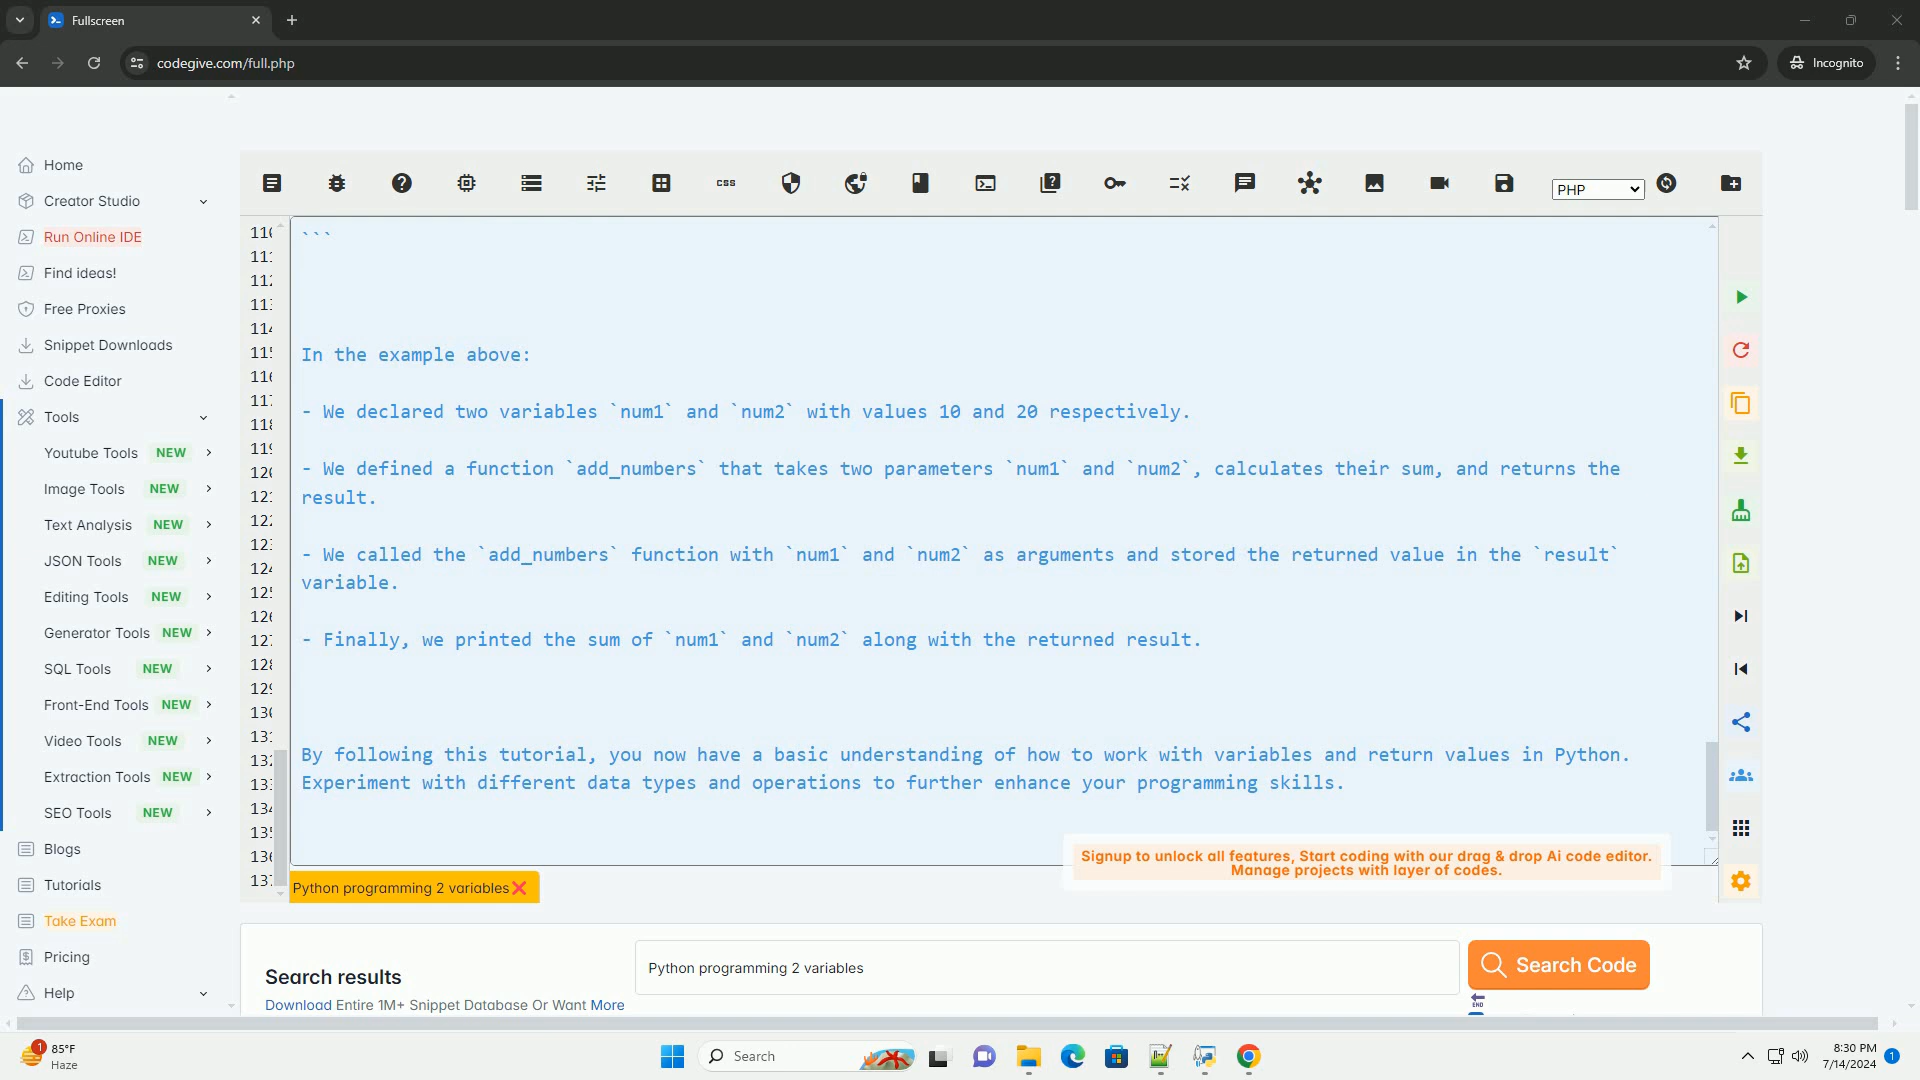 Fullscreen
codegive.com/full.php
Incognito
Home
Creator Studio
Run Online IDE
Find ideas!
Free Proxies
Snippet Downloads
Code Editor
Tools
Youtube Tools NEW
Image Tools NEW
Text Analysis NEW
JSON Tools NEW
Editing Tools NEW
Generator Tools NEW
SQL Tools NEW
Front-End Tools NEW
Video Tools NEW
Extraction Tools NEW
SEO Tools NEW
Blogs
Tutorials
Take Exam
Pricing
Help
css
PHP
```
In the example above:
- We declared two variables `num1` and `num2` with values 10 and 20 respectively.
- We defined a function `add_numbers` that takes two parameters `num1` and `num2`, calculates their sum, and returns the
result.
- We called the `add_numbers` function with `num1` and `num2` as arguments and stored the returned value in the `result`
variable.
- Finally, we printed the sum of `num1` and `num2` along with the returned result.
By following this tutorial, you now have a basic understanding of how to work with variables and return values in Python.
Experiment with different data types and operations to further enhance your programming skills.
Signup to unlock all features, Start coding with our drag & drop Ai code editor.
Manage projects with layer of codes.
Python programming 2 variables
Search results
Download Entire 1M+ Snippet Database Or Want More
Python programming 2 variables
Search Code
END
1
85°F
Haze
Search
8:30 PM
7/14/2024
1